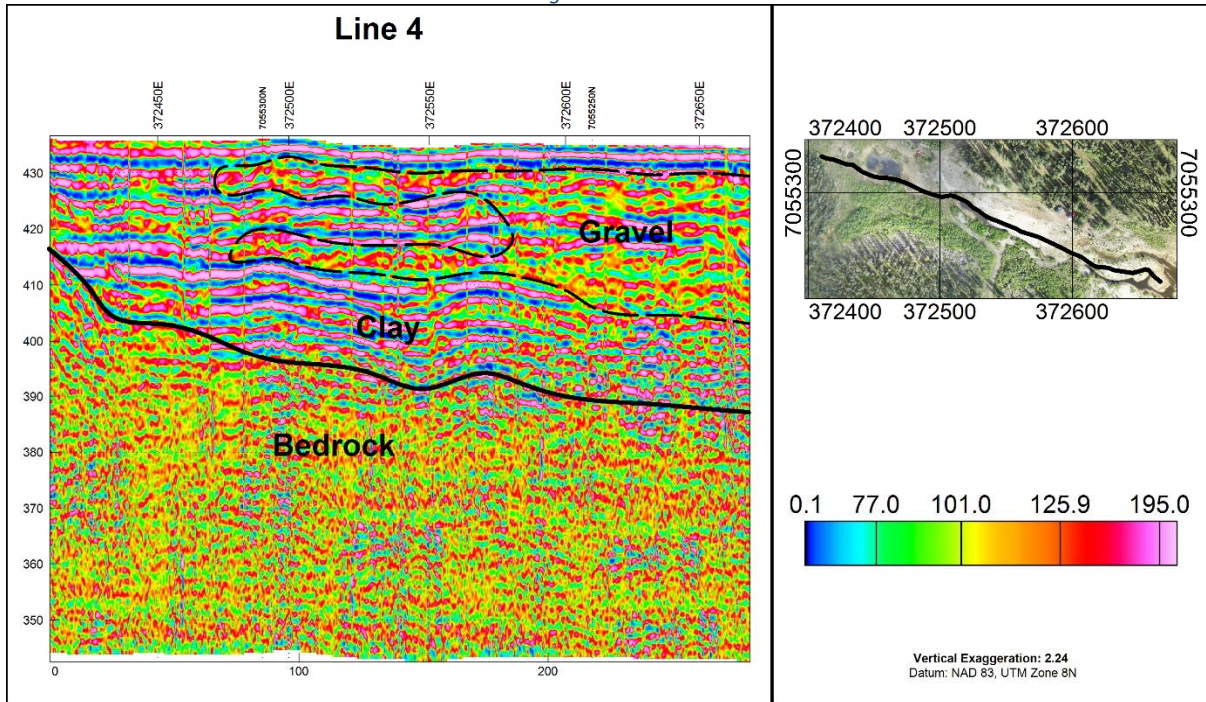 Line 4
372450E 7055300N 372500E 372550E 372600E 7055250N 372650E
430
420
410
400
390
380
370
360
350
0 100 200
Gravel
Clay
Bedrock
372400 372500 372600
7055300 7055300
372400 372500 372600
0.1 77.0 101.0 125.9 195.0
Vertical Exaggeration: 2.24
Datum: NAD 83, UTM Zone 8N